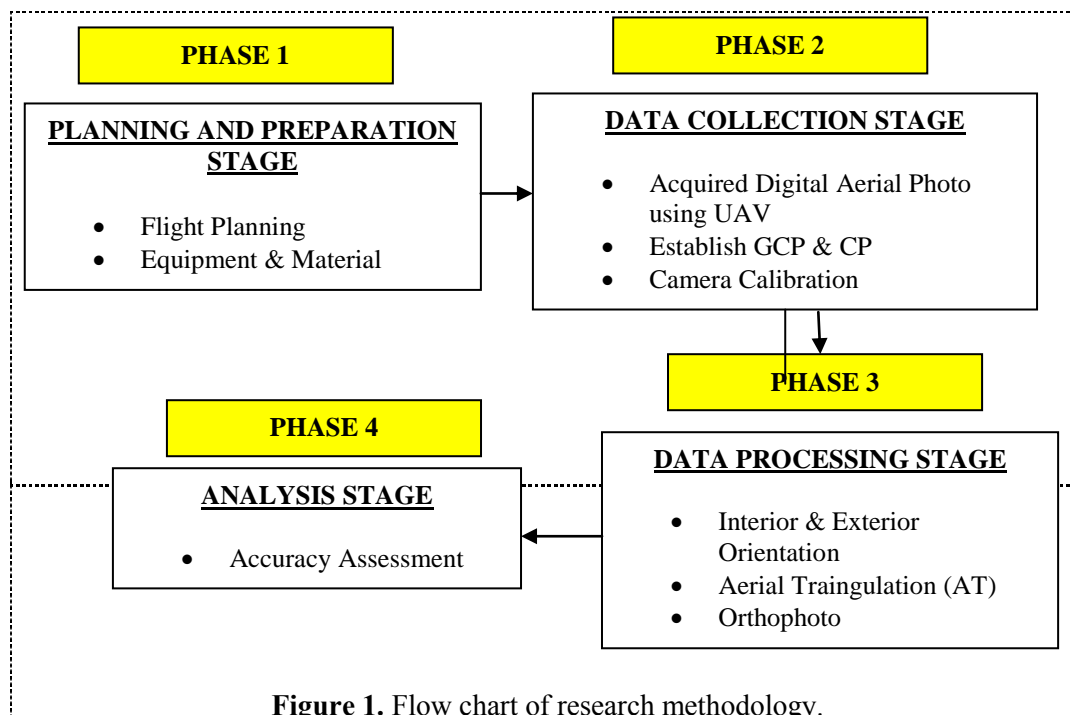 PHASE 1
PLANNING AND PREPARATION
STAGE
• Flight Planning
• Equipment & Material
PHASE 2
DATA COLLECTION STAGE
• Acquired Digital Aerial Photo
using UAV
• Establish GCP & CP
• Camera Calibration
PHASE 3
DATA PROCESSING STAGE
• Interior & Exterior
Orientation
• Aerial Traingulation (AT)
• Orthophoto
PHASE 4
ANALYSIS STAGE
• Accuracy Assessment
Figure 1. Flow chart of research methodology.